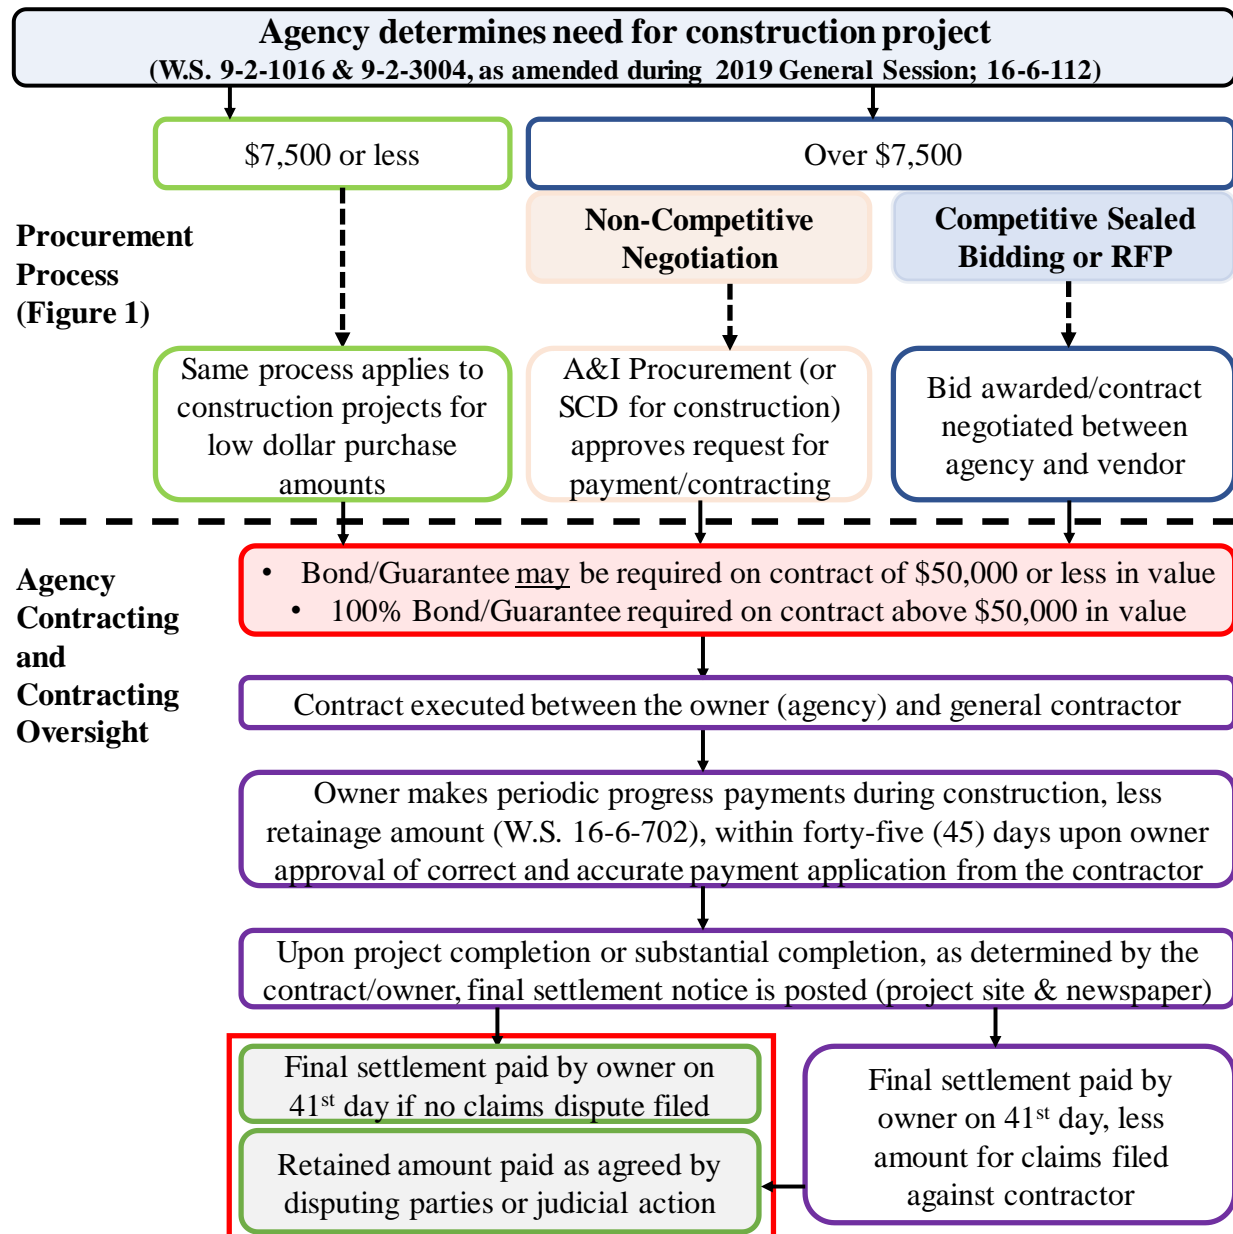 Agency determines need for construction project
(W.S. 9-2-1016 & 9-2-3004, as amended during 2019 General Session; 16-6-112)
$7,500 or less
Over $7,500
Procurement
Process
(Figure 1)
Non-Competitive
Negotiation
Competitive Sealed
Bidding or RFP
Same process applies to
construction projects for
low dollar purchase
amounts
A&I Procurement (or
SCD for construction)
approves request for
payment/contracting
Bid awarded/contract
negotiated between
agency and vendor
Agency
Contracting
and
Contracting
Oversight
• Bond/Guarantee may be required on contract of $50,000 or less in value
• 100% Bond/Guarantee required on contract above $50,000 in value
Contract executed between the owner (agency) and general contractor
Owner makes periodic progress payments during construction, less
retainage amount (W.S. 16-6-702), within forty-five (45) days upon owner
approval of correct and accurate payment application from the contractor
Upon project completion or substantial completion, as determined by the
contract/owner, final settlement notice is posted (project site & newspaper)
Final settlement paid by owner on
41st day if no claims dispute filed
Retained amount paid as agreed by
disputing parties or judicial action
Final settlement paid by
owner on 41st day, less
amount for claims filed
against contractor